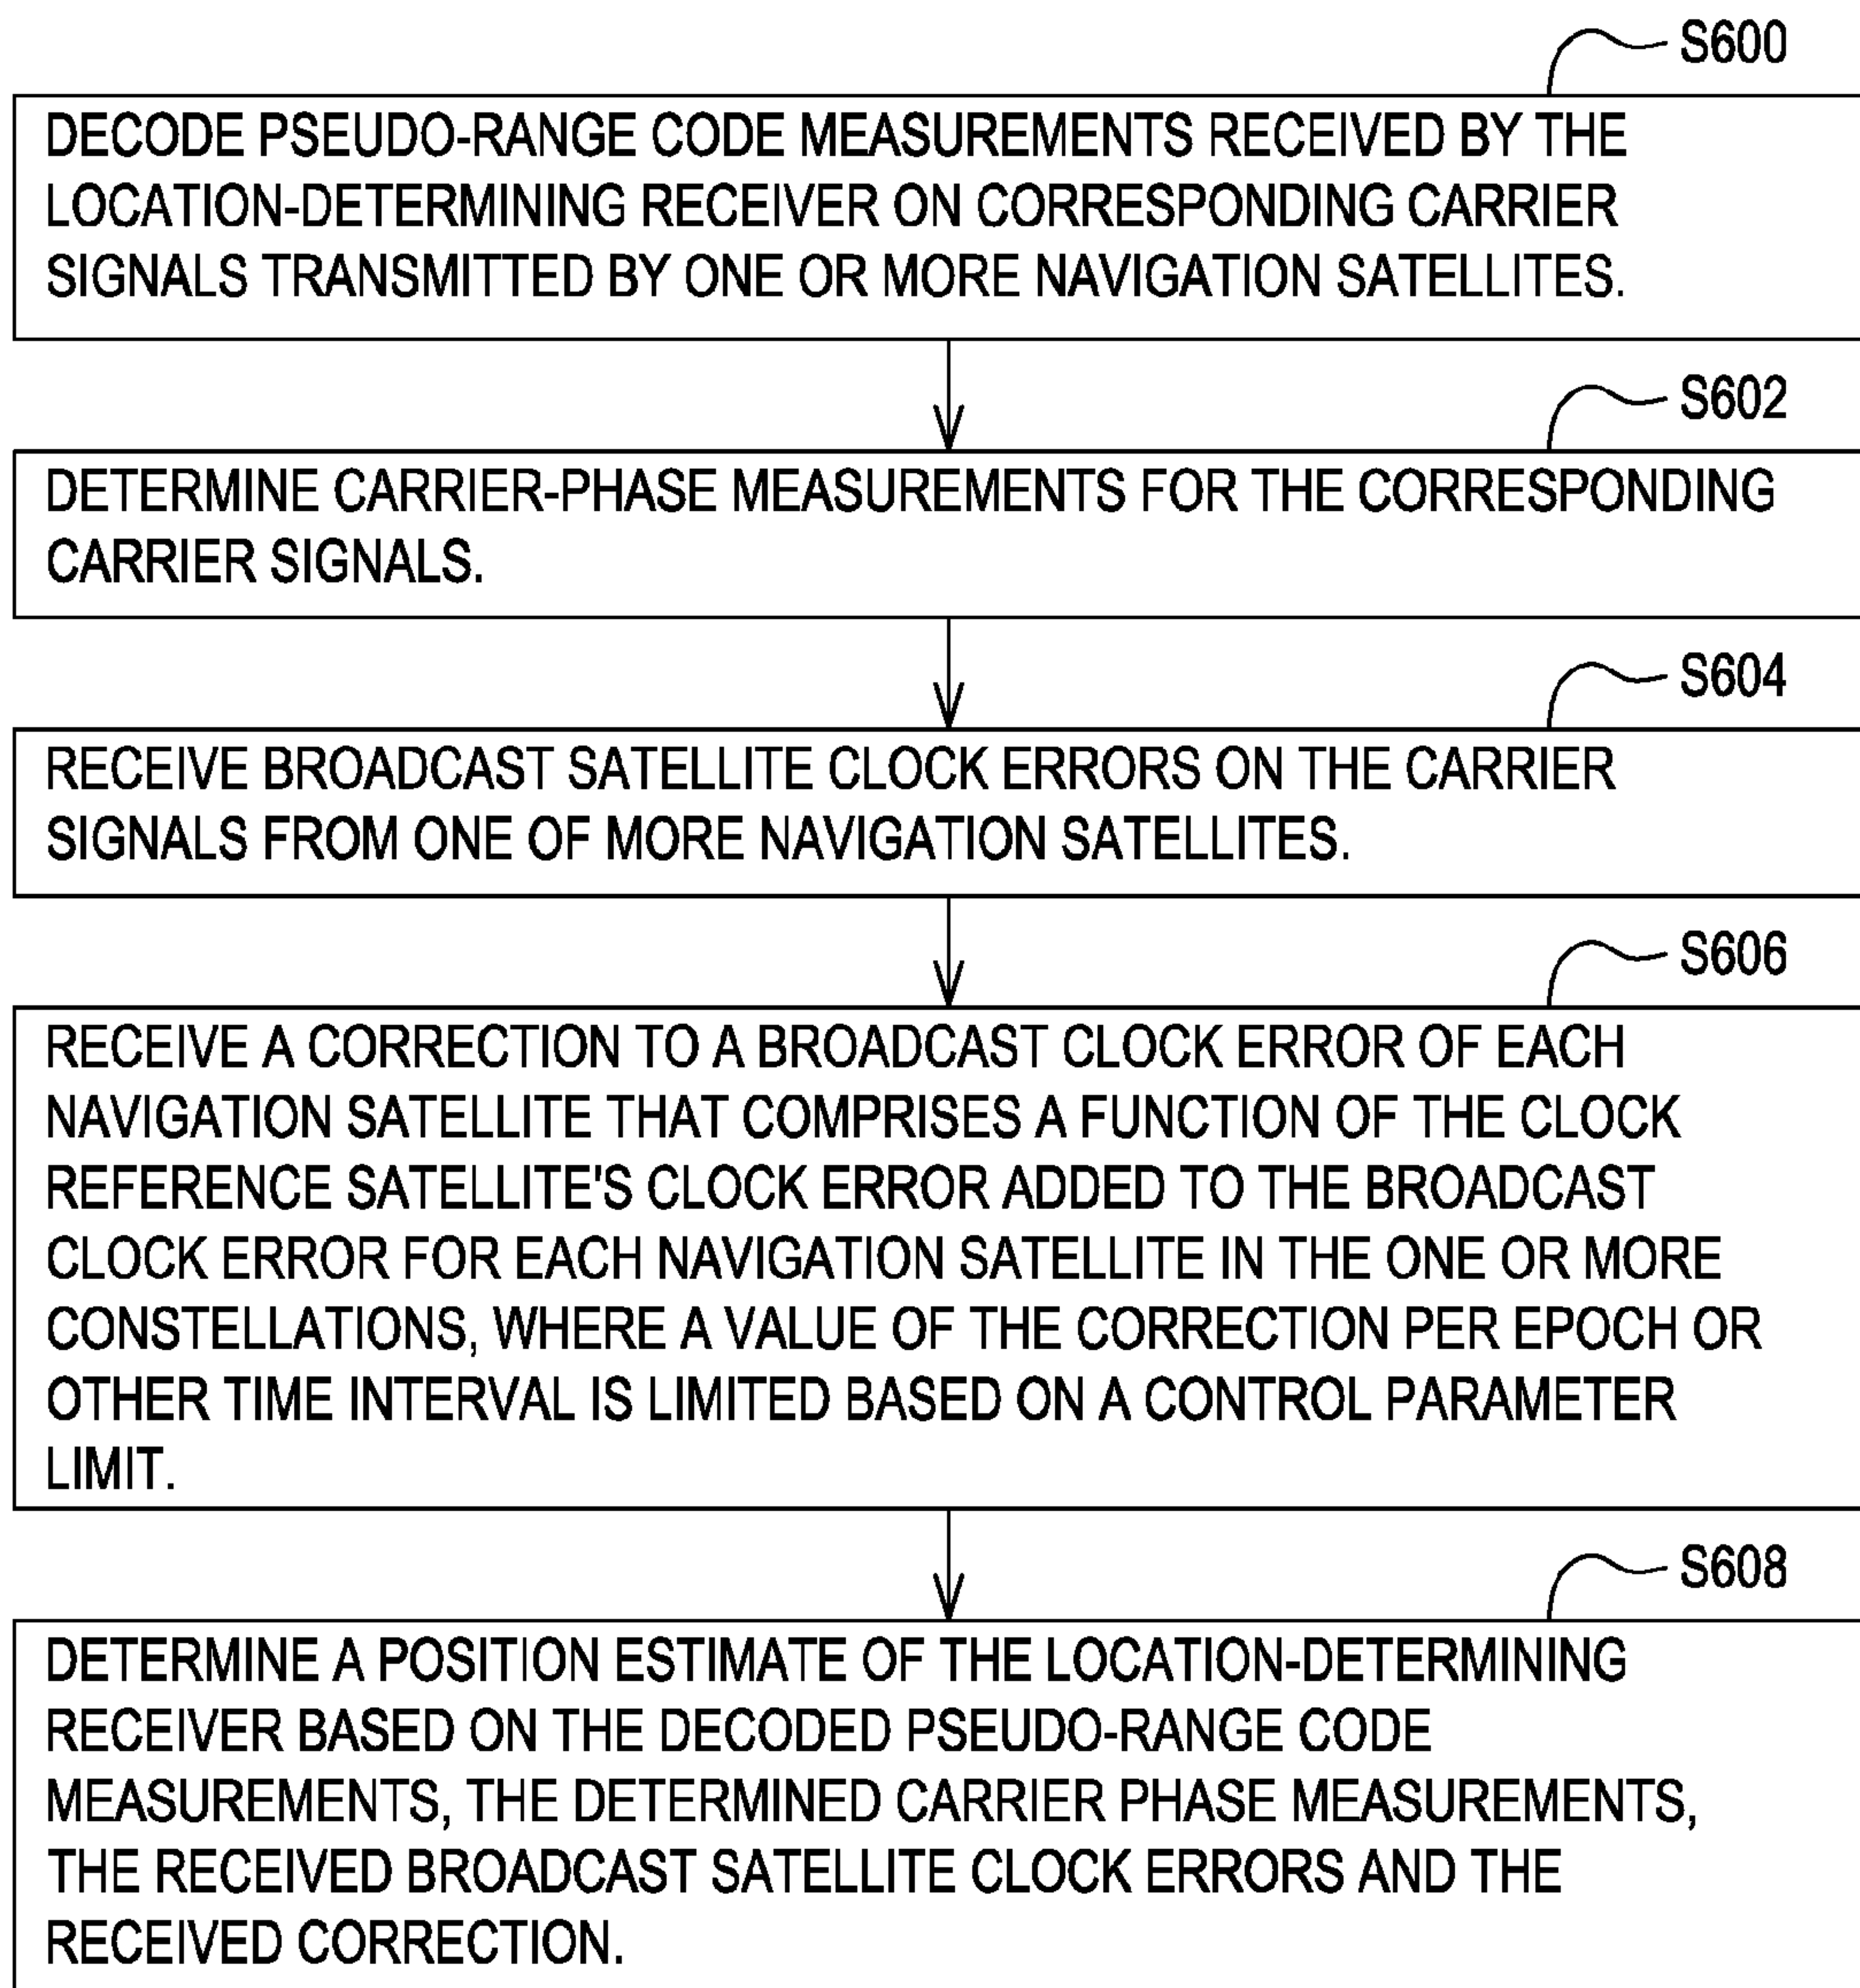 S600
DECODE PSEUDO-RANGE CODE MEASUREMENTS RECEIVED BY THE
LOCATION-DETERMINING RECEIVER ON CORRESPONDING CARRIER
SIGNALS TRANSMITTED BY ONE OR MORE NAVIGATION SATELLITES.
S602
DETERMINE CARRIER-PHASE MEASUREMENTS FOR THE CORRESPONDING
CARRIER SIGNALS.
S604
RECEIVE BROADCAST SATELLITE CLOCK ERRORS ON THE CARRIER
SIGNALS FROM ONE OF MORE NAVIGATION SATELLITES.
S606
RECEIVE A CORRECTION TO A BROADCAST CLOCK ERROR OF EACH
NAVIGATION SATELLITE THAT COMPRISES A FUNCTION OF THE CLOCK
REFERENCE SATELLITE'S CLOCK ERROR ADDED TO THE BROADCAST
CLOCK ERROR FOR EACH NAVIGATION SATELLITE IN THE ONE OR MORE
CONSTELLATIONS, WHERE A VALUE OF THE CORRECTION PER EPOCH OR
OTHER TIME INTERVAL IS LIMITED BASED ON A CONTROL PARAMETER
LIMIT.
S608
DETERMINE A POSITION ESTIMATE OF THE LOCATION-DETERMINING
RECEIVER BASED ON THE DECODED PSEUDO-RANGE CODE
MEASUREMENTS, THE DETERMINED CARRIER PHASE MEASUREMENTS,
THE RECEIVED BROADCAST SATELLITE CLOCK ERRORS AND THE
RECEIVED CORRECTION.